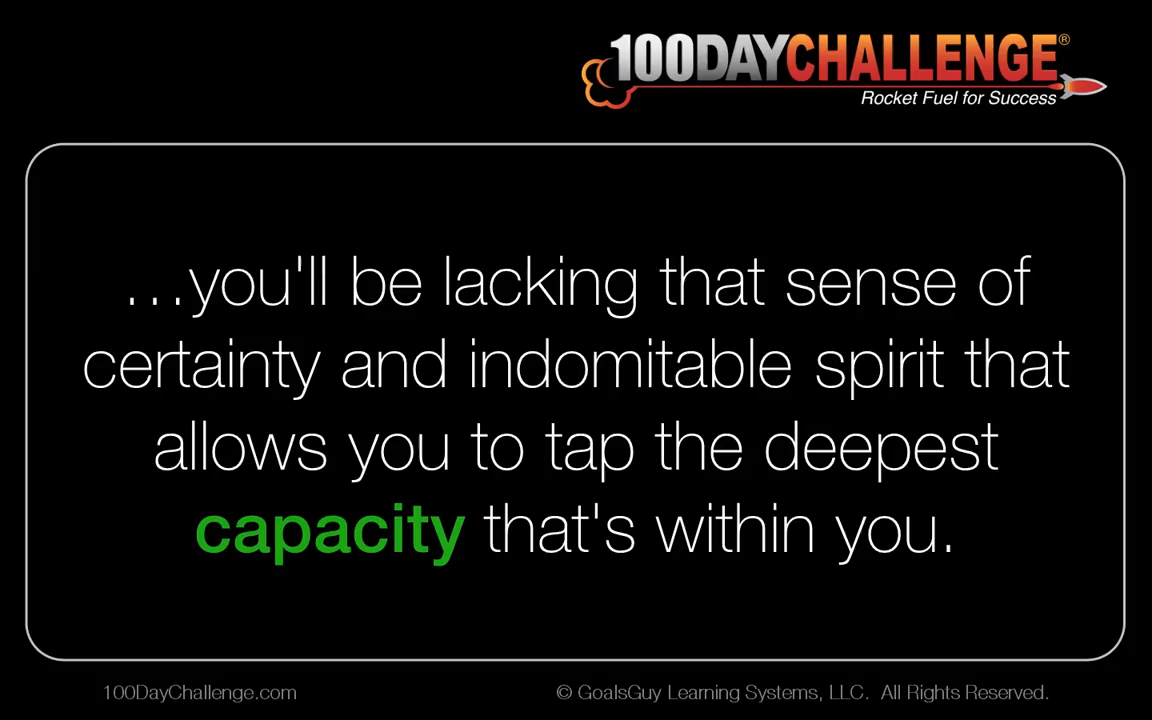 100DAYCHALLENGE®
Rocket Fuel for Success
...you'll be lacking that sense of
certainty and indomitable spirit that
allows you to tap the deepest
capacity that's within you.
100DayChallenge.com
© GoalsGuy Learning Systems, LLC. All Rights Reserved.